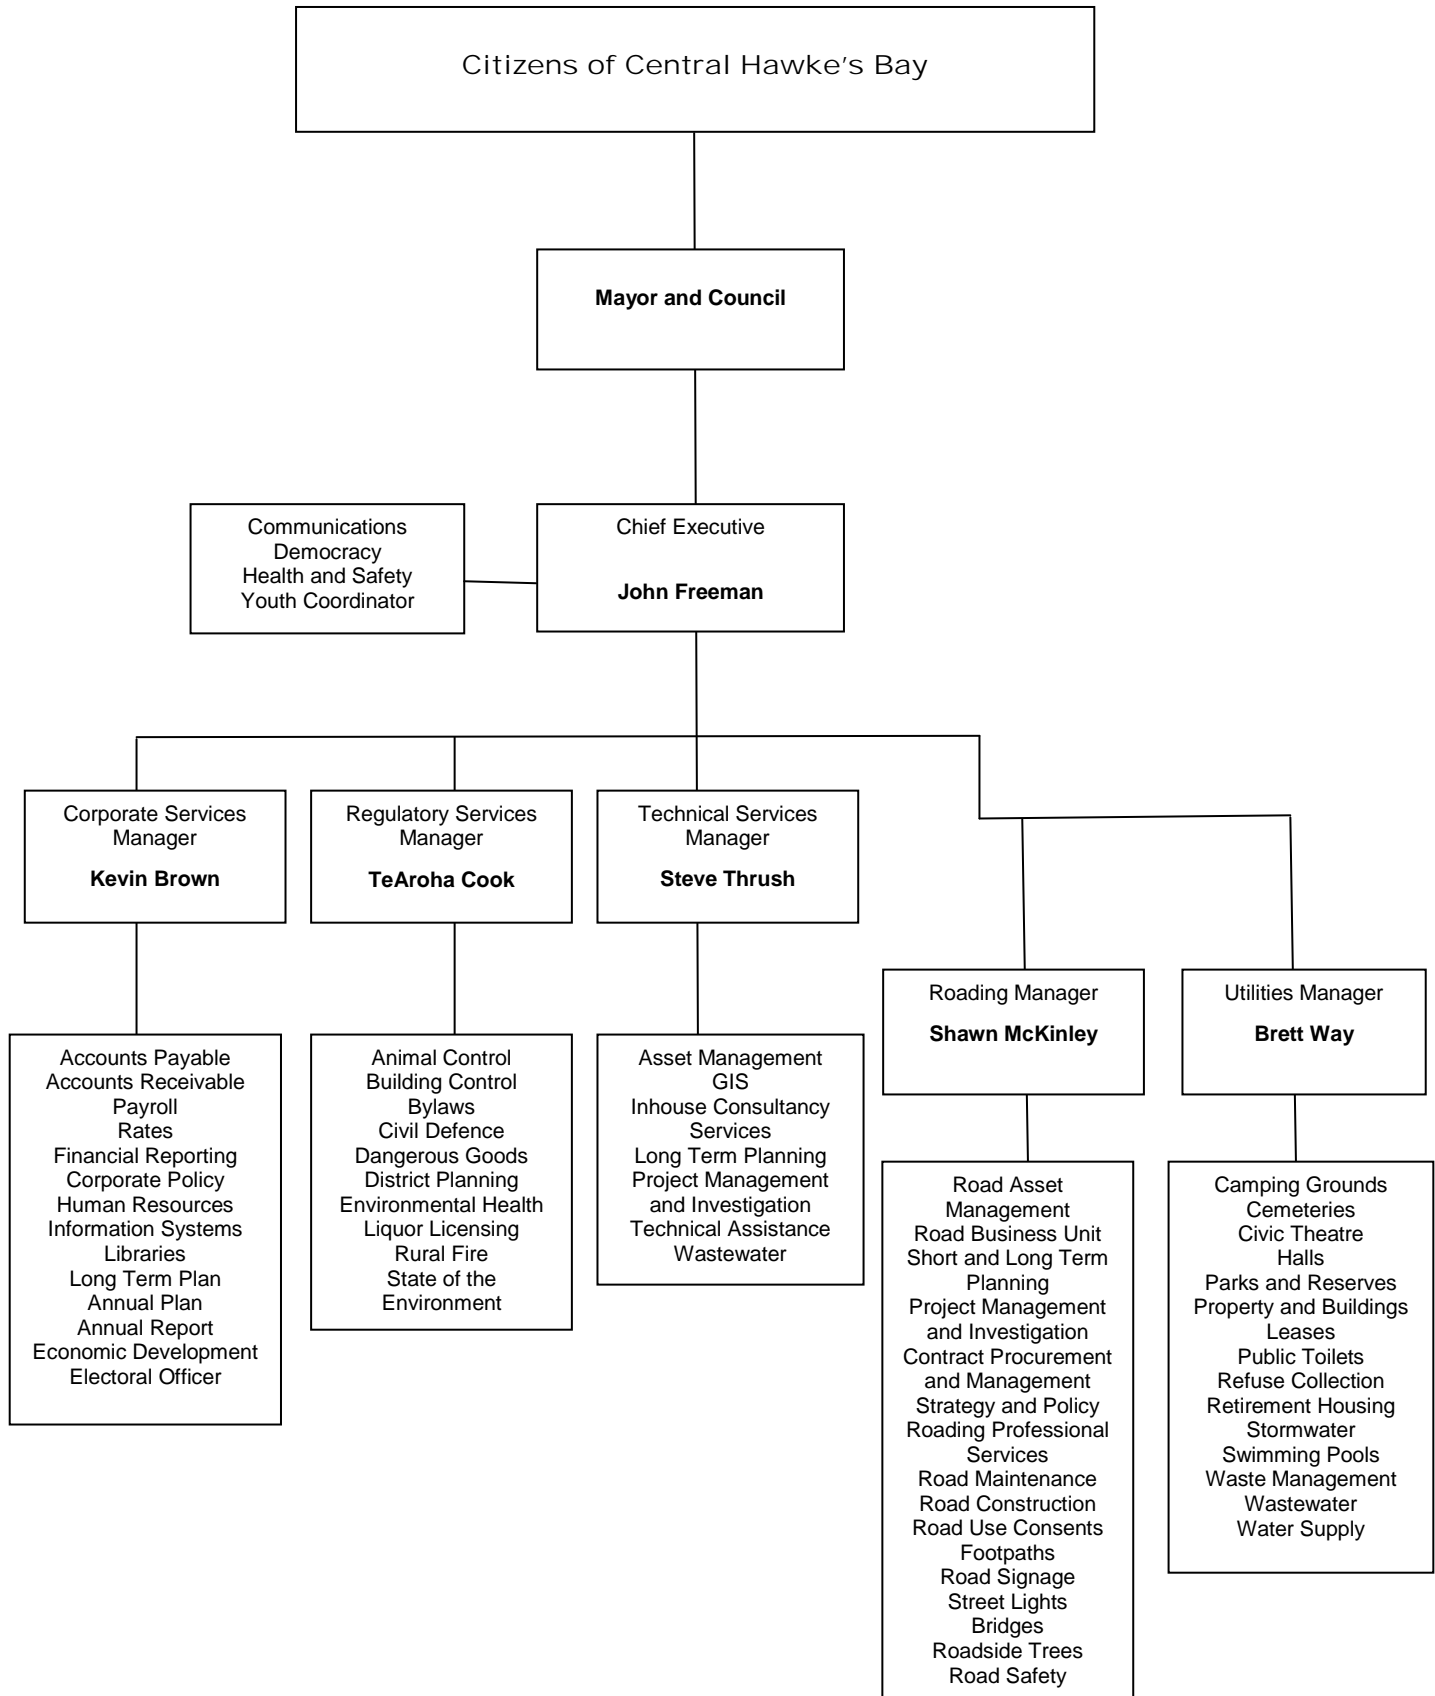 Citizens of Central Hawke's Bay
Mayor and Council
Communications
Democracy
Health and Safety
Youth Coordinator
Chief Executive
John Freeman
Corporate Services
Manager
Kevin Brown
Regulatory Services
Manager
TeAroha Cook
Technical Services
Manager
Steve Thrush
Roading Manager
Shawn McKinley
Utilities Manager
Brett Way
Accounts Payable
Accounts Receivable
Payroll
Rates
Financial Reporting
Corporate Policy
Human Resources
Information Systems
Libraries
Long Term Plan
Annual Plan
Annual Report
Economic Development
Electoral Officer
Animal Control
Building Control
Bylaws
Civil Defence
Dangerous Goods
District Planning
Environmental Health
Liquor Licensing
Rural Fire
State of the
Environment
Asset Management
GIS
Inhouse Consultancy
Services
Long Term Planning
Project Management
and Investigation
Technical Assistance
Wastewater
Road Asset
Management
Road Business Unit
Short and Long Term
Planning
Project Management
and Investigation
Contract Procurement
and Management
Strategy and Policy
Roading Professional
Services
Road Maintenance
Road Construction
Road Use Consents
Footpaths
Road Signage
Street Lights
Bridges
Roadside Trees
Road Safety
Camping Grounds
Cemeteries
Civic Theatre
Halls
Parks and Reserves
Property and Buildings
Leases
Public Toilets
Refuse Collection
Retirement Housing
Stormwater
Swimming Pools
Waste Management
Wastewater
Water Supply